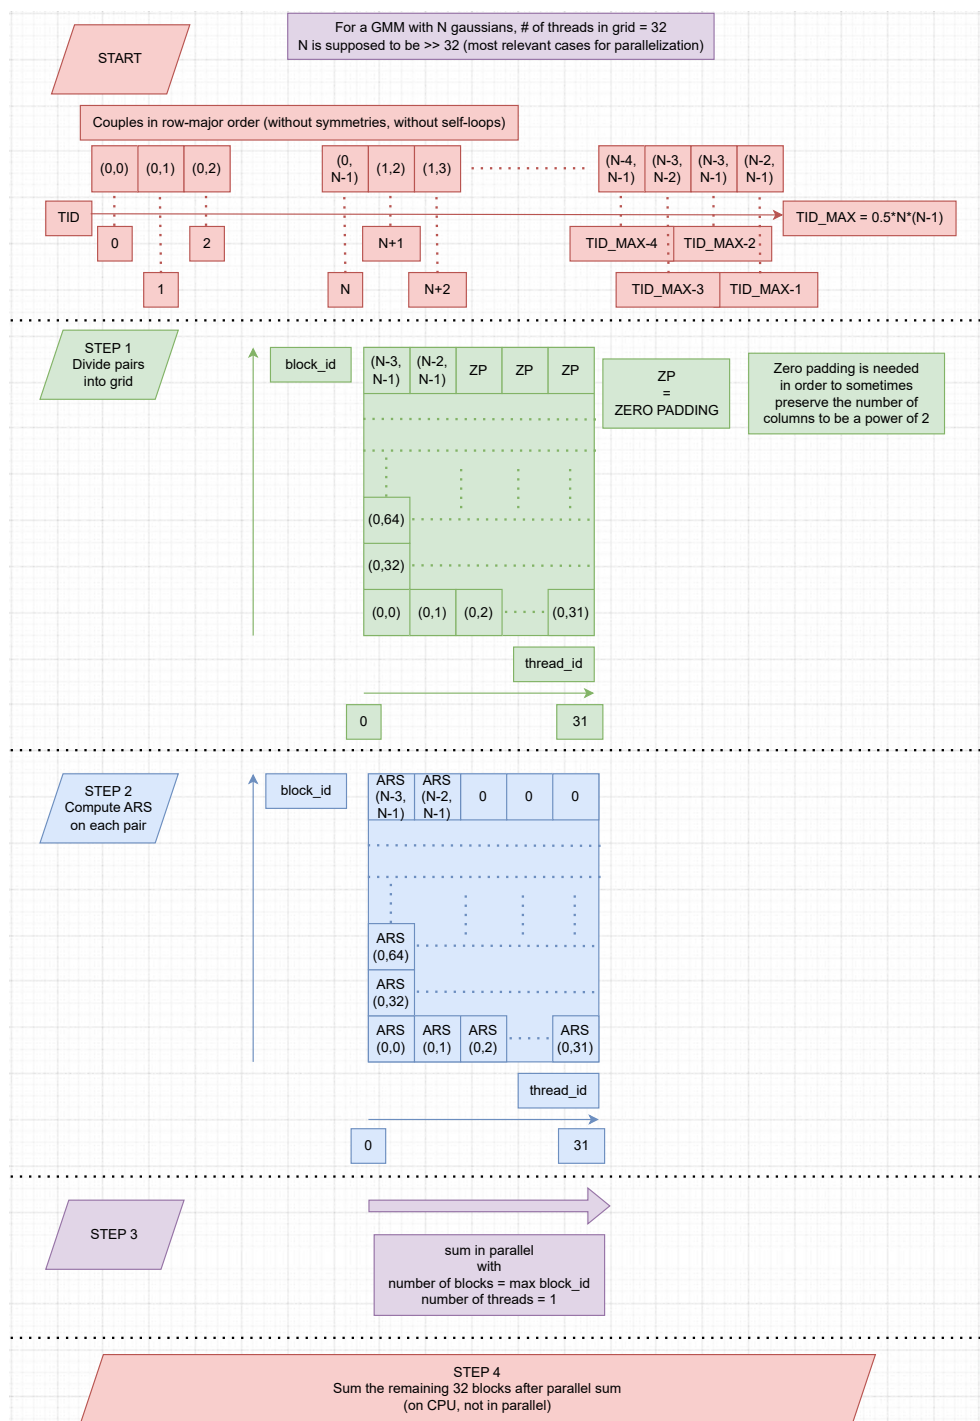 For a GMM with N gaussians, # of threads in grid = 32
N is supposed to be >> 32 (most relevant cases for parallelization)
START
Couples in row-major order (without symmetries, without self-loops)
(0,0)
(0,1)
(0,2)
(0,
N-1)
(1,2)
(1,3)
(N-4,
N-1)
(N-3,
N-2)
(N-3,
N-1)
(N-2,
N-1)
TID
TID_MAX = 0.5*N*(N-1)
0
2
N+1
TID_MAX-4
TID_MAX-2
1
N
N+2
TID_MAX-3
TID_MAX-1
STEP 1
Divide pairs
into grid
block_id
(N-3,
N-1)
(N-2,
N-1)
ZP
ZP
ZP
ZP
=
ZERO PADDING
Zero padding is needed
in order to sometimes
preserve the number of
columns to be a power of 2
(0,64)
(0,32)
(0,0)
(0,1)
(0,2)
(0,31)
thread_id
0
31
STEP 2
Compute ARS
on each pair
block_id
ARS
(N-3,
N-1)
ARS
(N-2,
N-1)
0
0
0
ARS
(0,64)
ARS
(0,32)
ARS
(0,0)
ARS
(0,1)
ARS
(0,2)
ARS
(0,31)
thread_id
0
31
STEP 3
sum in parallel
with
number of blocks = max block_id
number of threads = 1
STEP 4
Sum the remaining 32 blocks after parallel sum
(on CPU, not in parallel)